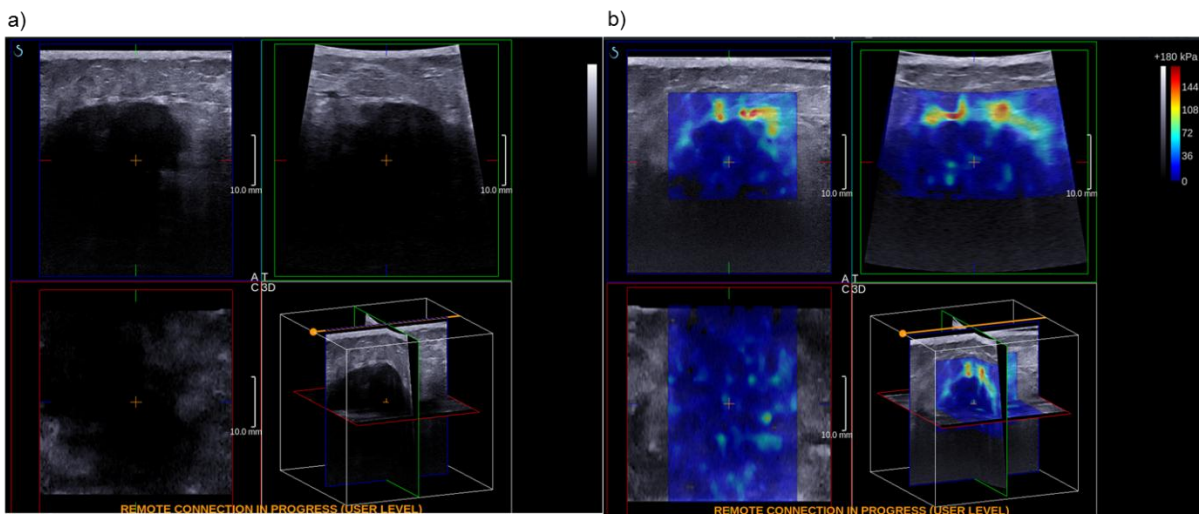 a)
b)
S
A T
C 3D
10.0 mm
10.0 mm
10.0 mm
REMOTE CONNECTION IN PROGRESS (USER LEVEL)
S
+180 kPa
144
108
72
36
0
A T
C 3D
10.0 mm
10.0 mm
10.0 mm
REMOTE CONNECTION IN PROGRESS (USER LEVEL)